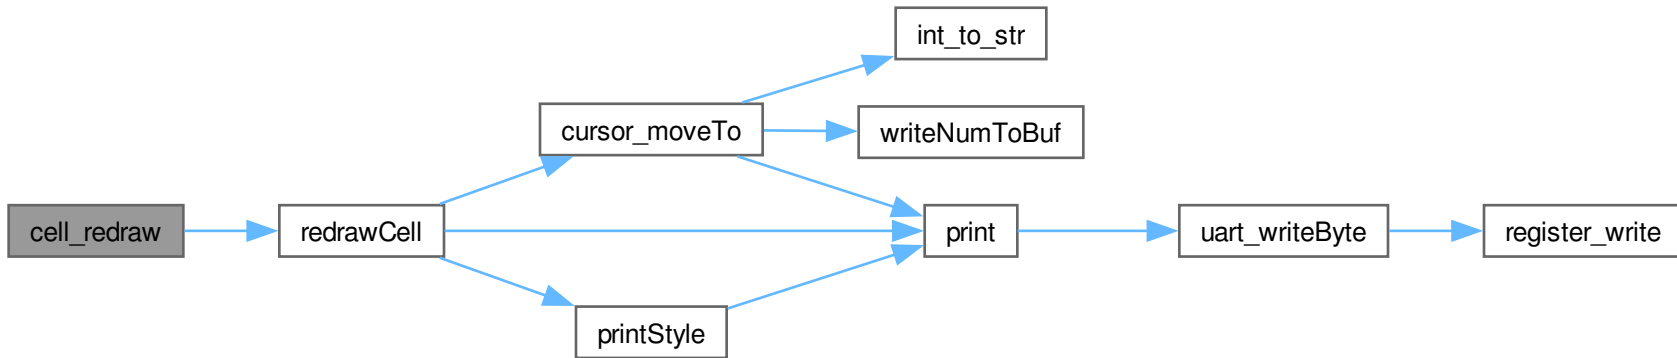 int_to_str
cursor_moveTo
writeNumToBuf
cell_redraw
redrawCell
print
uart_writeByte
register_write
printStyle